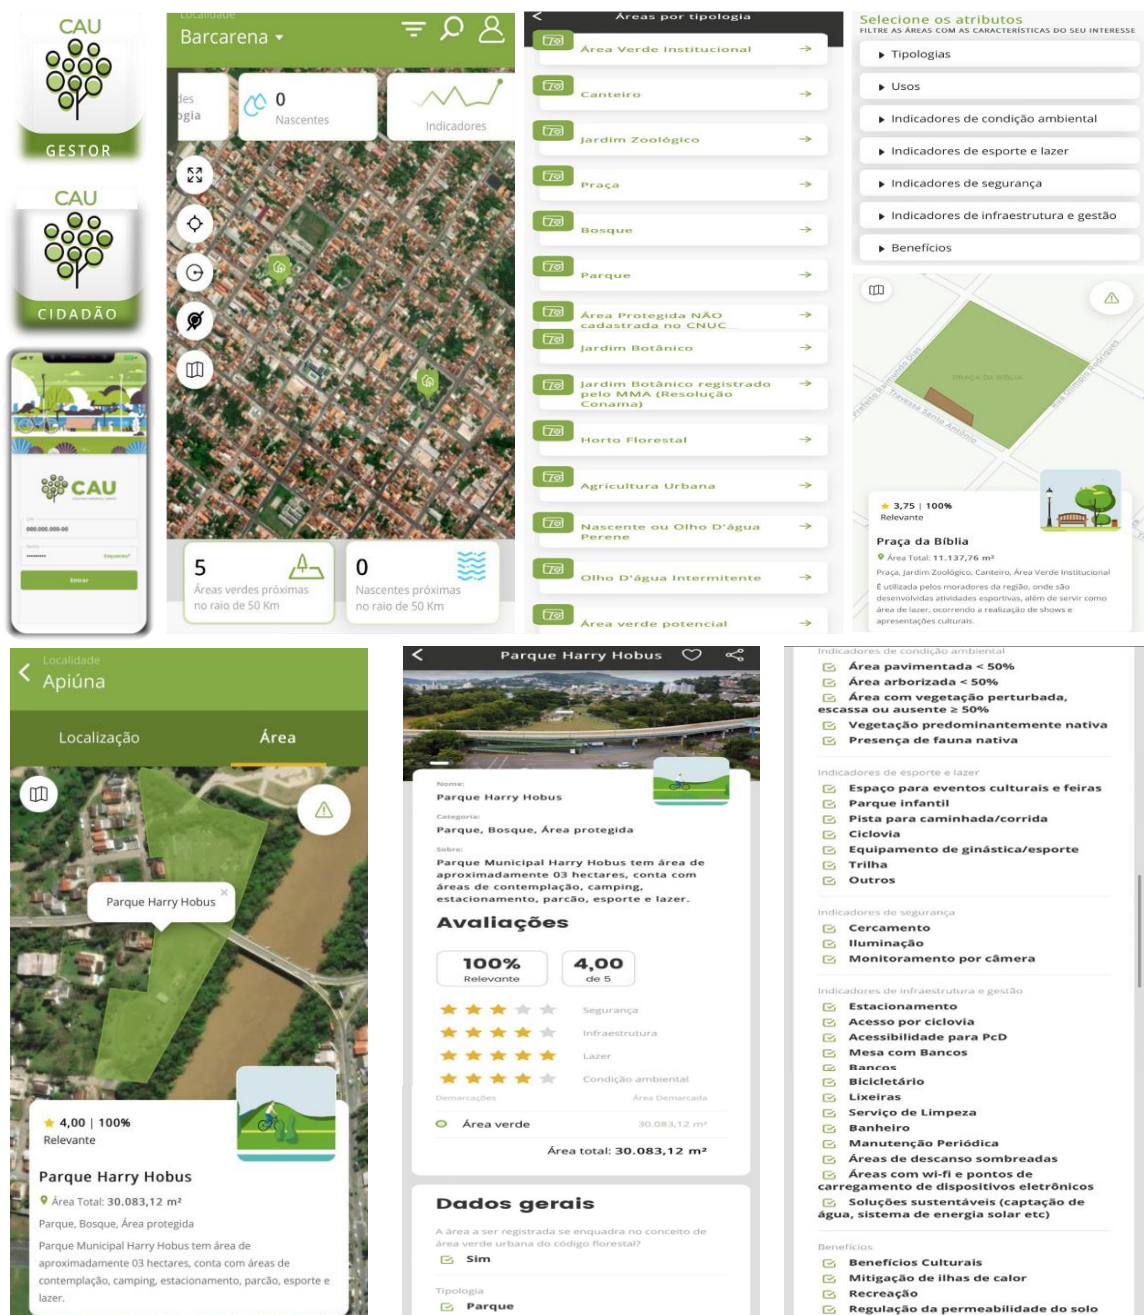 CAU
GESTOR
CAU
CIDADÃO
CAU
000.000.000-00
Esqueceu?
Entrar
Localidade
Barcarena
des
ogia
0
Nascentes
Indicadores
5
Áreas verdes próximas
no raio de 50 Km
0
Nascentes próximas
no raio de 50 Km
Áreas por tipologia
Área Verde Institucional
Canteiro
Jardim Zoológico
Praça
Bosque
Parque
Área Protegida NÃO
cadastrada no CNUC
Jardim Botânico
Jardim Botânico registrado
pelo MMA (Resolução
Conama)
Horto Florestal
Agricultura Urbana
Nascente ou Olho D'água
Perene
Olho D'água Intermitente
Área verde potencial
Selecione os atributos
FILTRE AS ÁREAS COM AS CARACTERÍSTICAS DO SEU INTERESSE
Tipologias
Usos
Indicadores de condição ambiental
Indicadores de esporte e lazer
Indicadores de segurança
Indicadores de infraestrutura e gestão
Benefícios
PRAÇA DA BÍBLIA
Prefeito Raimundo Dias
Travessa Santo Antônio
Rua Olímpio Rodrigues
3,75 | 100%
Relevante
Praça da Bíblia
Área Total: 11.137,76 m²
Praça, Jardim Zoológico, Canteiro, Área Verde Institucional
É utilizada pelos moradores da região, onde são
desenvolvidas atividades esportivas, além de servir como
área de lazer, ocorrendo a realização de shows e
apresentações culturais.
Localidade
Apiúna
Localização
Área
Parque Harry Hobus
4,00 | 100%
Relevante
Parque Harry Hobus
Área Total: 30.083,12 m²
Parque, Bosque, Área protegida
Parque Municipal Harry Hobus tem área de
aproximadamente 03 hectares, conta com áreas de
contemplação, camping, estacionamento, parcão, esporte e
lazer.
Parque Harry Hobus
Nome:
Parque Harry Hobus
Categoria:
Parque, Bosque, Área protegida
Sobre:
Parque Municipal Harry Hobus tem área de
aproximadamente 03 hectares, conta com
áreas de contemplação, camping,
estacionamento, parcão, esporte e lazer.
Avaliações
100%
Relevante
4,00
de 5
Segurança
Infraestrutura
Lazer
Condição ambiental
Demarcações
Área Demarcada
Área verde
30.083,12 m²
Área total: 30.083,12 m²
Dados gerais
A área a ser registrada se enquadra no conceito de
área verde urbana do código florestal?
Sim
Tipologia
Parque
Indicadores de condição ambiental
Área pavimentada < 50%
Área arborizada < 50%
Área com vegetação perturbada,
escassa ou ausente ≥ 50%
Vegetação predominantemente nativa
Presença de fauna nativa
Indicadores de esporte e lazer
Espaço para eventos culturais e feiras
Parque infantil
Pista para caminhada/corrida
Ciclovia
Equipamento de ginástica/esporte
Trilha
Outros
Indicadores de segurança
Cercamento
Iluminação
Monitoramento por câmera
Indicadores de infraestrutura e gestão
Estacionamento
Acesso por ciclovia
Acessibilidade para PcD
Mesa com Bancos
Bancos
Bicicletário
Lixeiras
Serviço de Limpeza
Banheiro
Manutenção Periódica
Áreas de descanso sombreadas
Áreas com wi-fi e pontos de
carregamento de dispositivos eletrônicos
Soluções sustentáveis (captação de
água, sistema de energia solar etc)
Benefícios
Benefícios Culturais
Mitigação de ilhas de calor
Recreação
Regulação da permeabilidade do solo